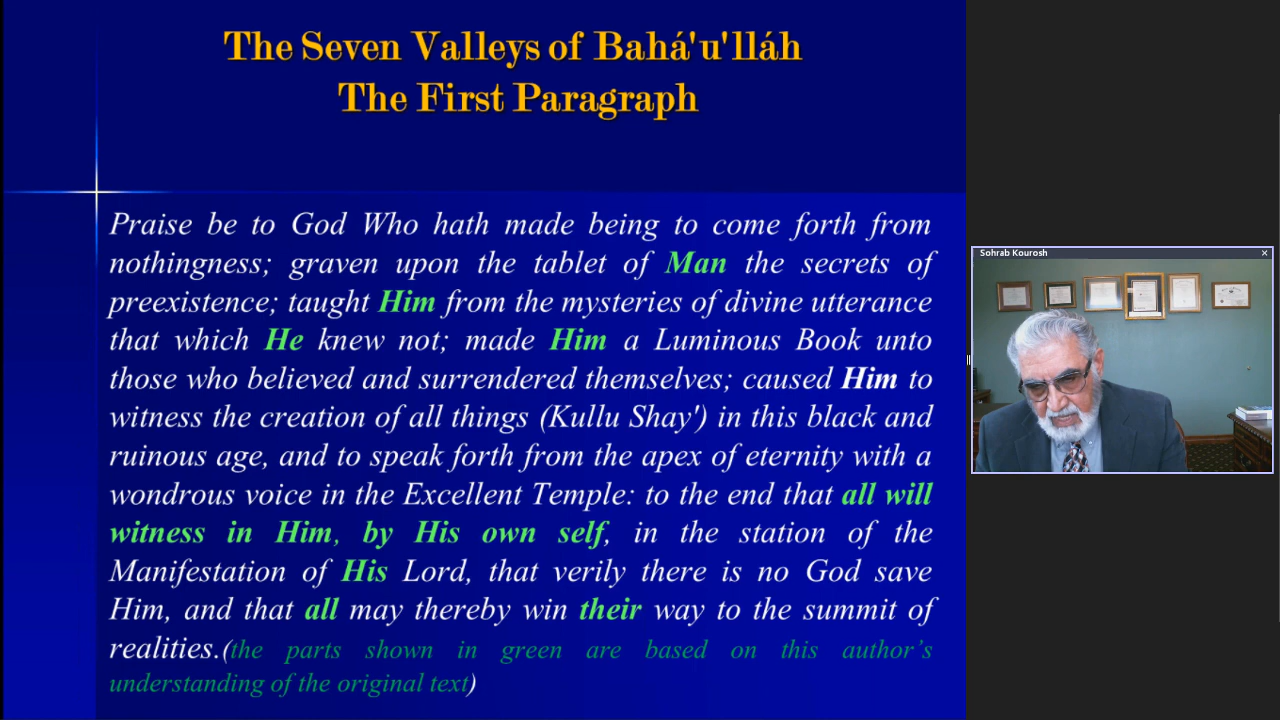 The Seven Valleys of Bahá'u'lláh
The First Paragraph
Praise be to God Who hath made being to come forth from
nothingness; graven upon the tablet of Man the secrets of
preexistence; taught Him from the mysteries of divine utterance
that which He knew not; made Him a Luminous Book unto
those who believed and surrendered themselves; caused Him to
witness the creation of all things (Kullu Shay') in this black and
ruinous age, and to speak forth from the apex of eternity with a
wondrous voice in the Excellent Temple: to the end that all will
witness in Him, by His own self, in the station of the
Manifestation of His Lord, that verily there is no God save
Him, and that all may thereby win their way to the summit of
realities.(the parts shown in green are based on this author's
understanding of the original text)
Sohrab Kourosh